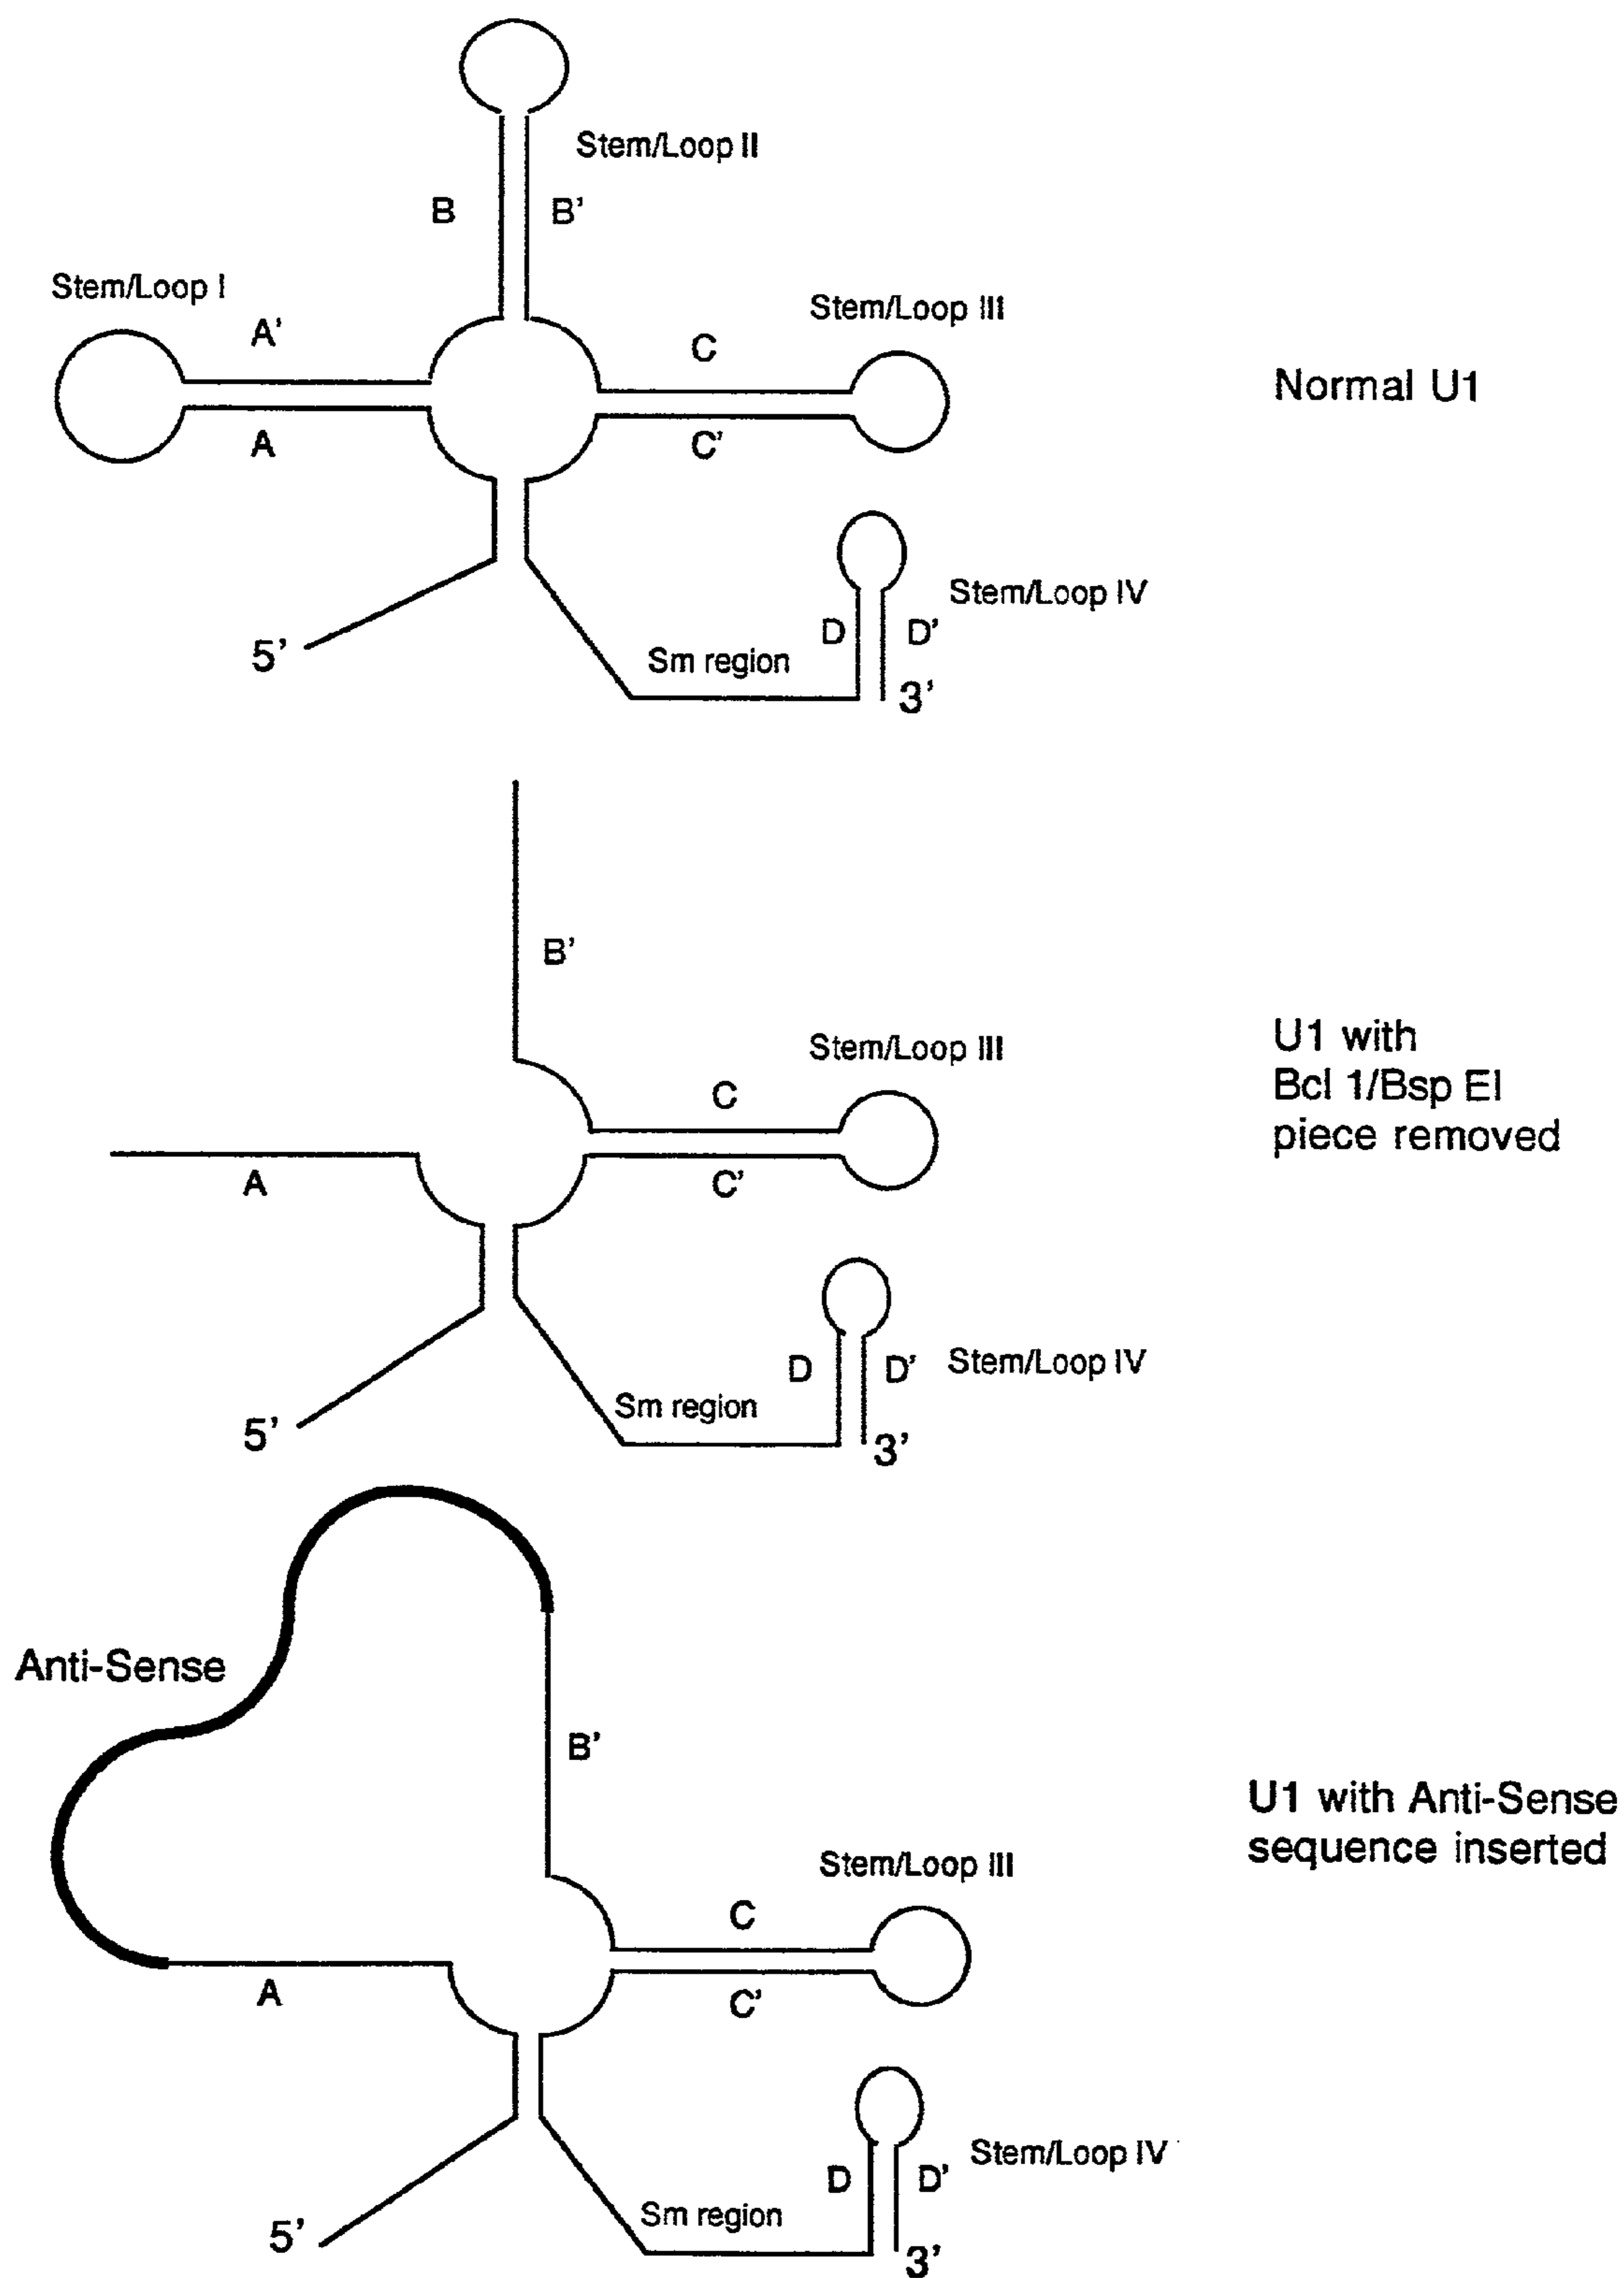 Stem/Loop II
B
B'
Stem/Loop I
A'
Stem/Loop III
C
Normal U1
A
C'
Stem/Loop IV
D
D'
5'
Sm region
3'
B'
Stem/Loop III
U1 with
Bcl 1/Bsp EI
piece removed
C
A
C'
D
D'
Stem/Loop IV
Sm region
5'
3'
Anti-Sense
B'
U1 with Anti-Sense
sequence inserted
Stem/Loop III
C
A
C'
Stem/Loop IV
D
D'
Sm region
5'
3'